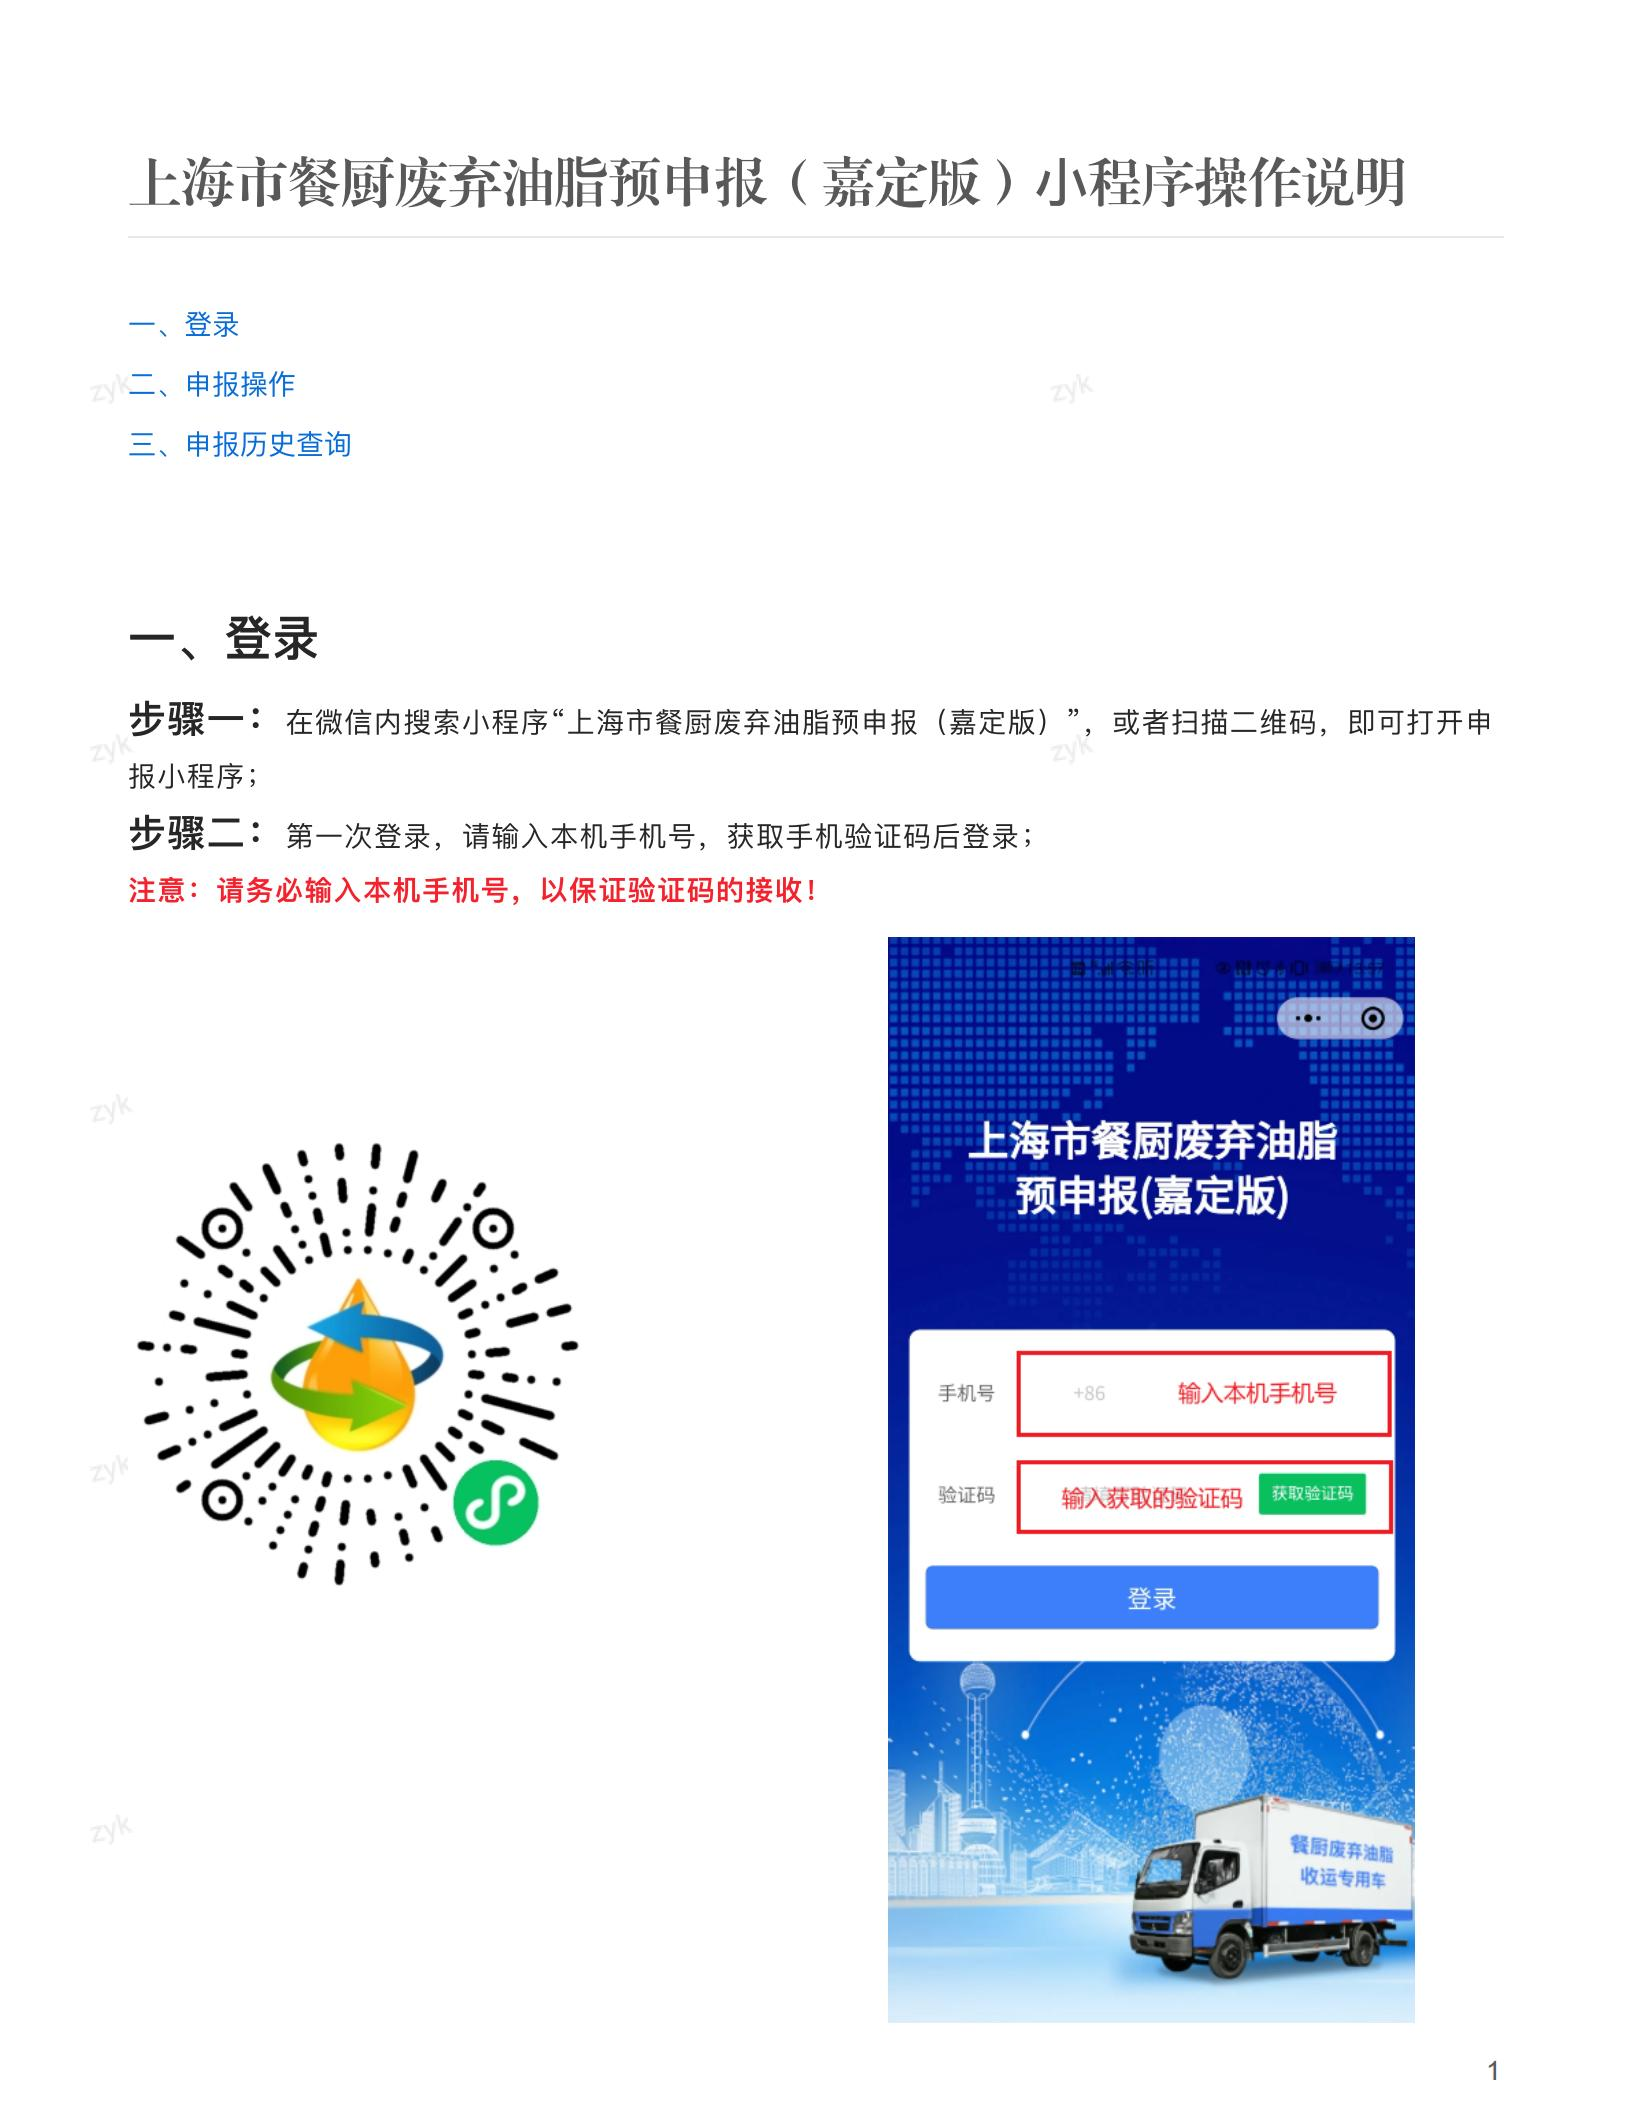 上海市餐厨废弃油脂预申报（嘉定版）小程序操作说明
一、登录
二、申报操作
三、申报历史查询
zyk
zyk
一、登录
步骤一：在微信内搜索小程序“上海市餐厨废弃油脂预申报（嘉定版）”，或者扫描二维码，即可打开申
报小程序；
zyk
zyk
步骤二：第一次登录，请输入本机手机号，获取手机验证码后登录；
注意：请务必输入本机手机号，以保证验证码的接收！
zyk
zyk
zyk
上海市餐厨废弃油脂
预申报(嘉定版)
手机号 +86 输入本机手机号
验证码 输入获取的验证码 获取验证码
登录
餐厨废弃油脂
收运专用车
1